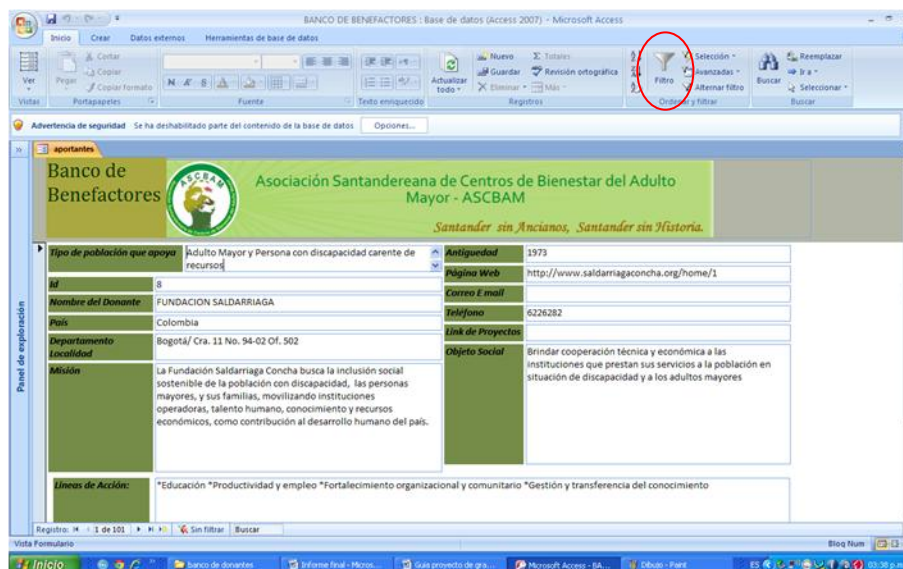 BANCO DE BENEFACTORES : Base de datos (Access 2007) - Microsoft Access
Inicio Crear Datos externos Herramientas de base de datos
Ver
Vistas
Pegar
Cortar
Copiar
Copiar formato
Portapapeles
N K S
Fuente
Texto enriquecido
Actualizar todo
Nuevo
Guardar
Eliminar
Totales
Revisión ortográfica
Más
Registros
Filtro
Selección
Avanzadas
Alternar filtro
Ordenar y filtrar
Buscar
Reemplazar
Ir a
Seleccionar
Buscar
Advertencia de seguridad Se ha deshabilitado parte del contenido de la base de datos Opciones...
aportantes
Panel de exploración
Banco de
Benefactores
ASCBAM
Asociación Santandereana de Centros de Bienestar del Adulto
Mayor - ASCBAM
Santander sin Ancianos, Santander sin Historia.
Tipo de población que apoya Adulto Mayor y Persona con discapacidad carente de
recursos
Id 8
Nombre del Donante FUNDACION SALDARRIAGA
País Colombia
Departamento
Localidad
Bogotá/ Cra. 11 No. 94-02 Of. 502
Misión
La Fundación Saldarriaga Concha busca la inclusión social
sostenible de la población con discapacidad, las personas
mayores, y sus familias, movilizando instituciones
operadoras, talento humano, conocimiento y recursos
económicos, como contribución al desarrollo humano del país.
Antiguedad 1973
Página Web http://www.saldarriagaconcha.org/home/1
Correo E mail
Teléfono 6226282
Link de Proyectos
Objeto Social
Brindar cooperación técnica y económica a las
instituciones que prestan sus servicios a la población en
situación de discapacidad y a los adultos mayores
Líneas de Acción: *Educación *Productividad y empleo *Fortalecimiento organizacional y comunitario *Gestión y transferencia del conocimiento
Registro: 1 de 101 Sin filtrar Buscar
Vista Formulario Bloq Num
Inicio banco de donantes Informe final - Micros... Guia proyecto de gra... Microsoft Access - BA... Dibujo - Paint ES 03:38 p.m.